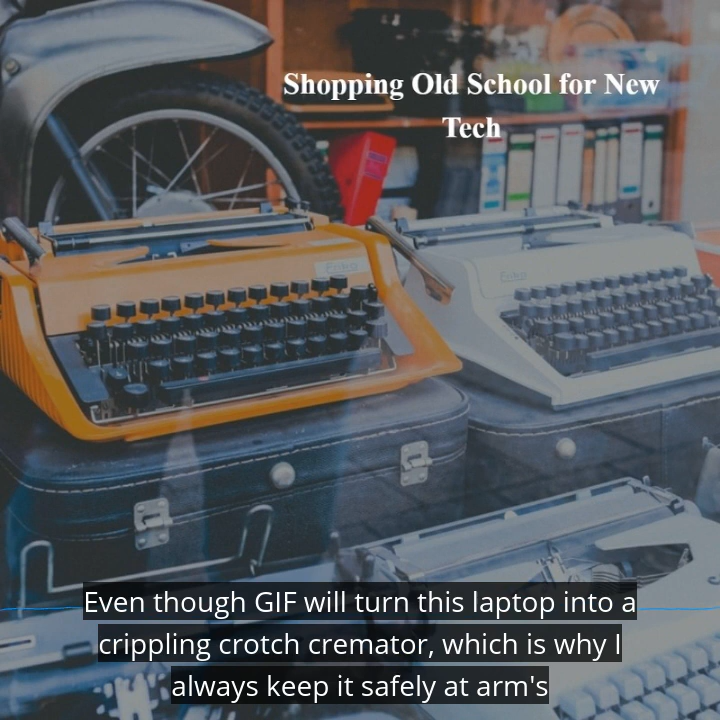 Shopping Old School for New
Tech
Erika
Even though GIF will turn this laptop into a
crippling crotch cremator, which is why I
always keep it safely at arm's